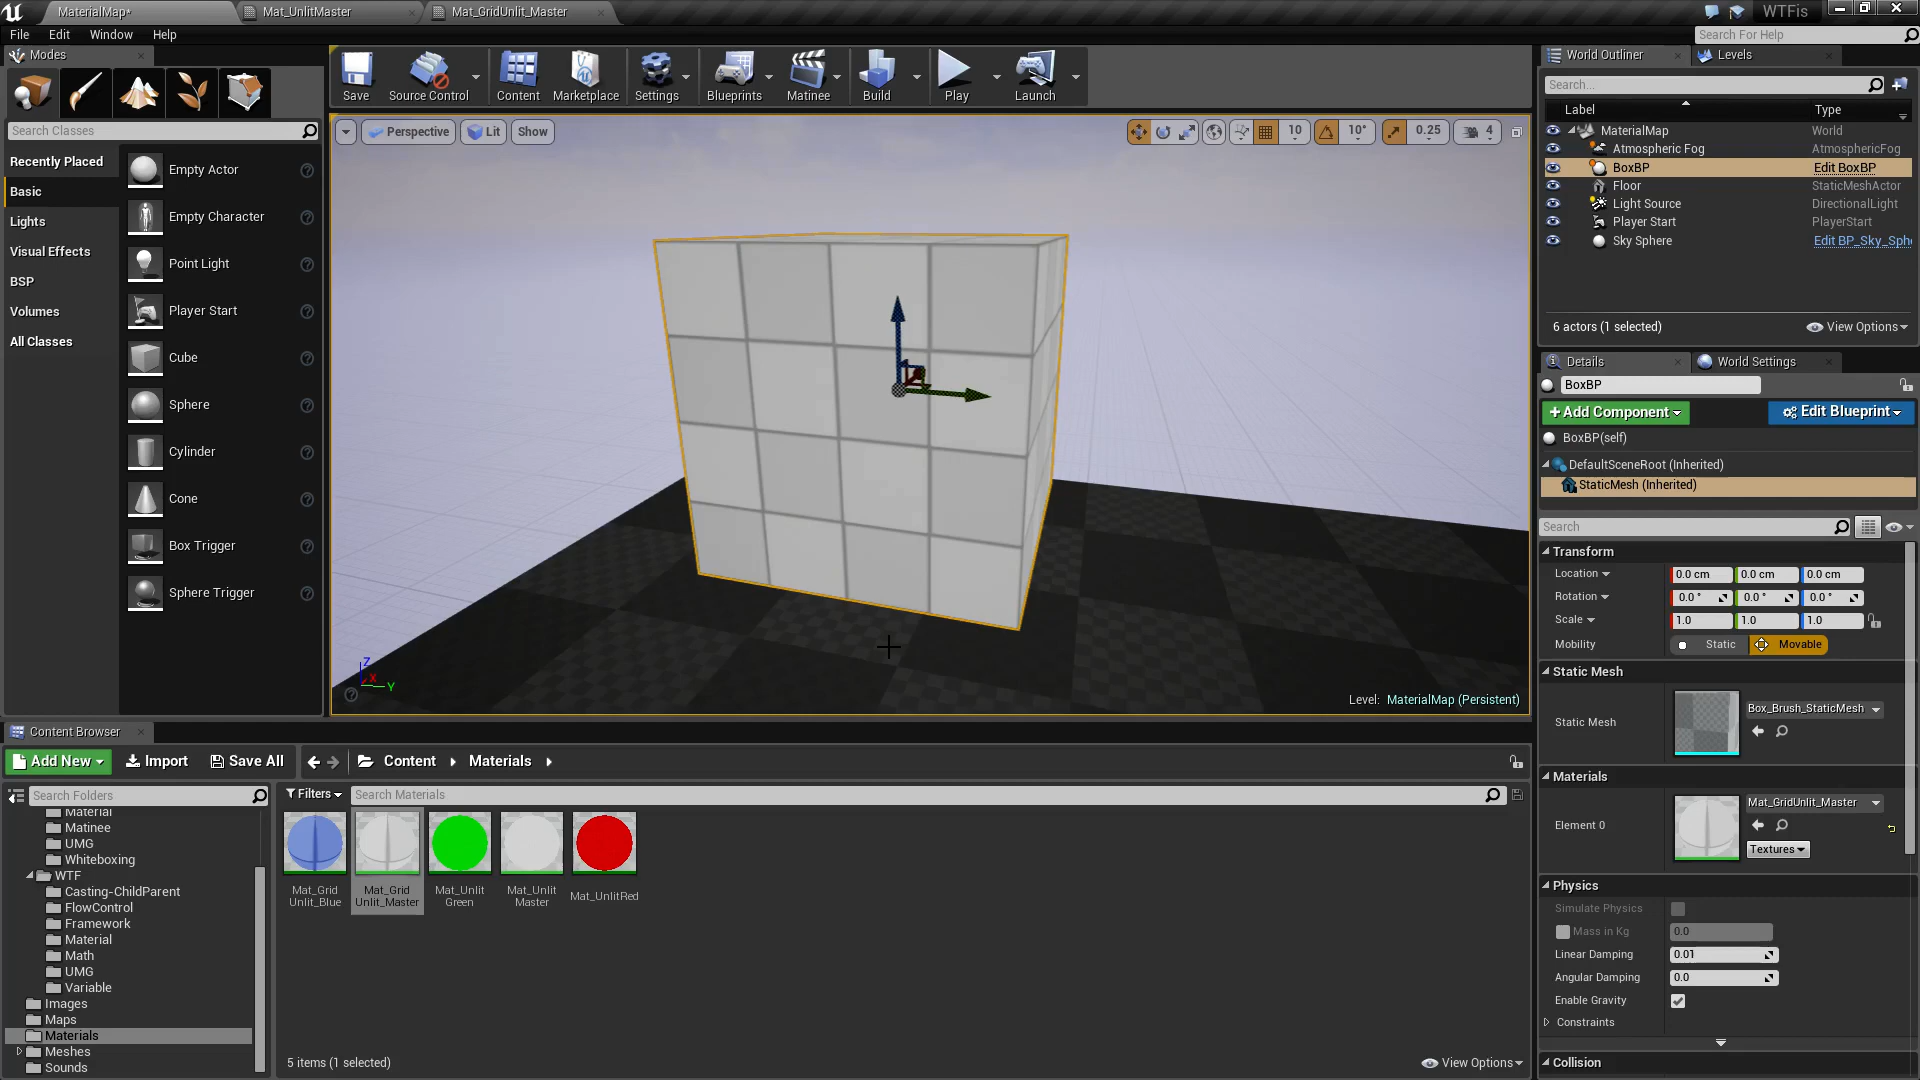 MaterialMap*
Mat_UnlitMaster
Mat_GridUnlit_Master
WTFis
File Edit Window Help
Search For Help
Modes
Save
Source Control
Content
Marketplace
Settings
Blueprints
Matinee
Build
Play
Launch
Search Classes
Recently Placed
Basic
Lights
Visual Effects
BSP
Volumes
All Classes
Empty Actor
Empty Character
Point Light
Player Start
Cube
Sphere
Cylinder
Cone
Box Trigger
Sphere Trigger
Perspective
Lit
Show
10
10°
0.25
4
Z
X
Y
Level: MaterialMap (Persistent)
World Outliner
Levels
Search...
Label Type
MaterialMap World
Atmospheric Fog AtmosphericFog
BoxBP Edit BoxBP
Floor StaticMeshActor
Light Source DirectionalLight
Player Start PlayerStart
Sky Sphere Edit BP_Sky_Sph
6 actors (1 selected)
View Options
Details
World Settings
BoxBP
+Add Component
Edit Blueprint
BoxBP(self)
DefaultSceneRoot (Inherited)
StaticMesh (Inherited)
Search
Transform
Location 0.0 cm 0.0 cm 0.0 cm
Rotation 0.0 ° 0.0 ° 0.0 °
Scale 1.0 1.0 1.0
Mobility Static Movable
Static Mesh
Static Mesh Box_Brush_StaticMesh
Materials
Element 0 Mat_GridUnlit_Master
Textures
Physics
Simulate Physics
Mass in Kg 0.0
Linear Damping 0.01
Angular Damping 0.0
Enable Gravity
Constraints
Collision
Content Browser
Add New
Import
Save All
Content
Materials
Search Folders
Filters
Search Materials
Material
Matinee
UMG
Whiteboxing
WTF
Casting-ChildParent
FlowControl
Framework
Material
Math
UMG
Variable
Images
Maps
Materials
Meshes
Sounds
Mat_Grid
Unlit_Blue
Mat_Grid
Unlit_Master
Mat_Unlit
Green
Mat_Unlit
Master
Mat_UnlitRed
5 items (1 selected)
View Options